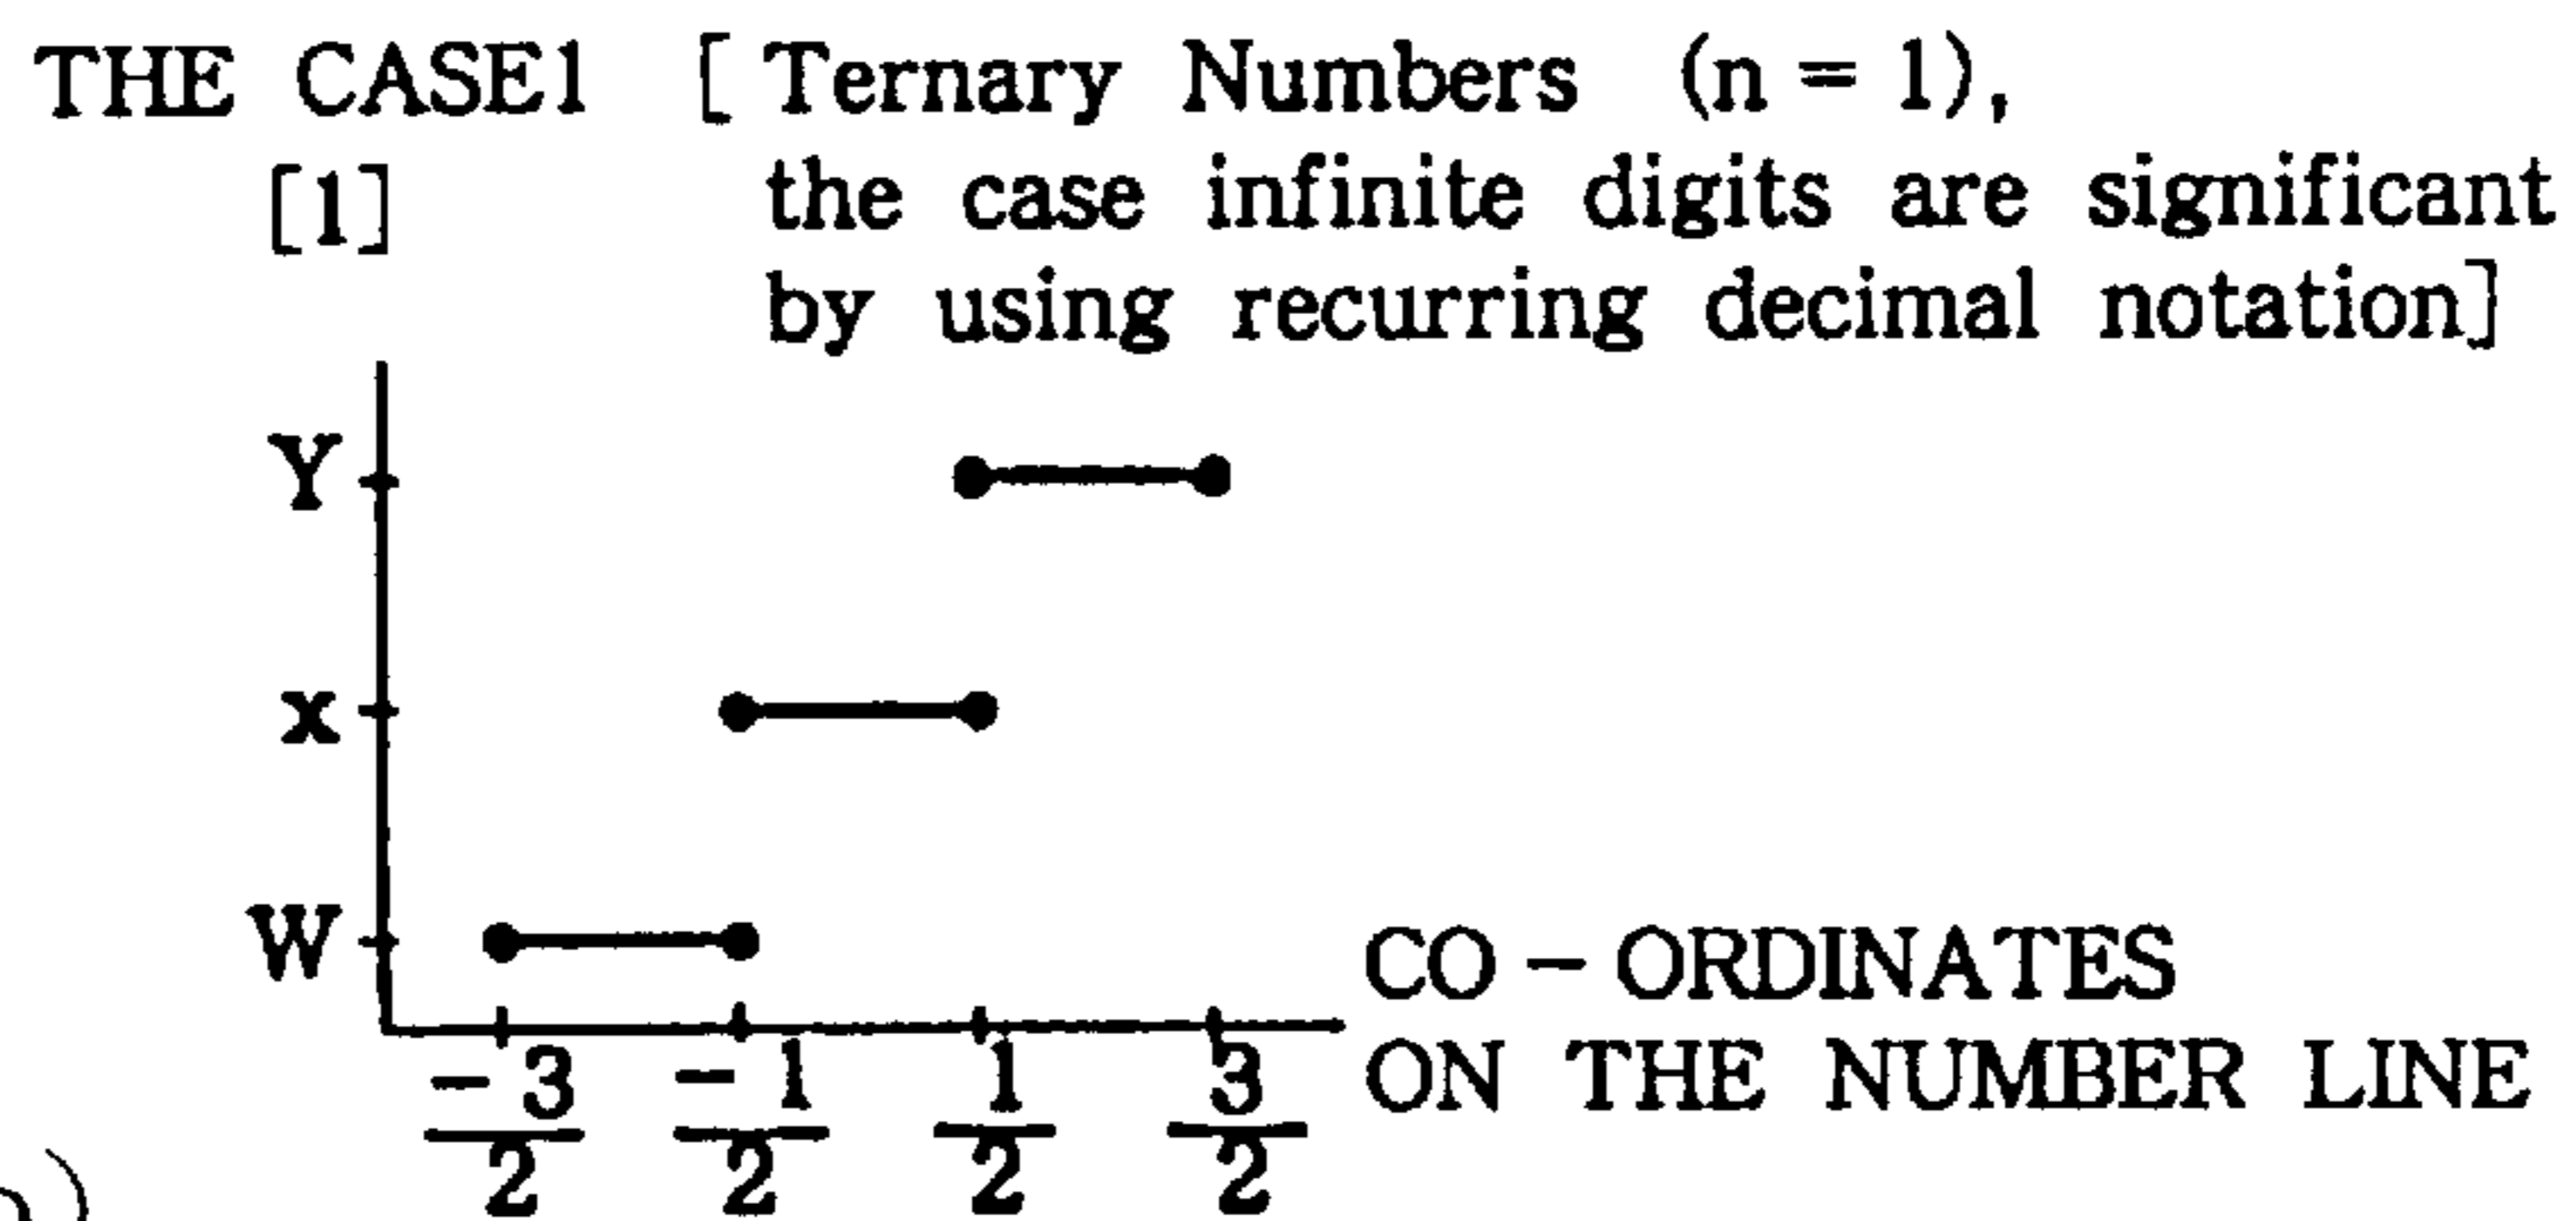 THE CASE1 [ Ternary Numbers (n = 1),
[1] the case infinite digits are significant
by using recurring decimal notation]
Y
x
W
CO - ORDINATES
ON THE NUMBER LINE
-3/2 -1/2 1/2 3/2